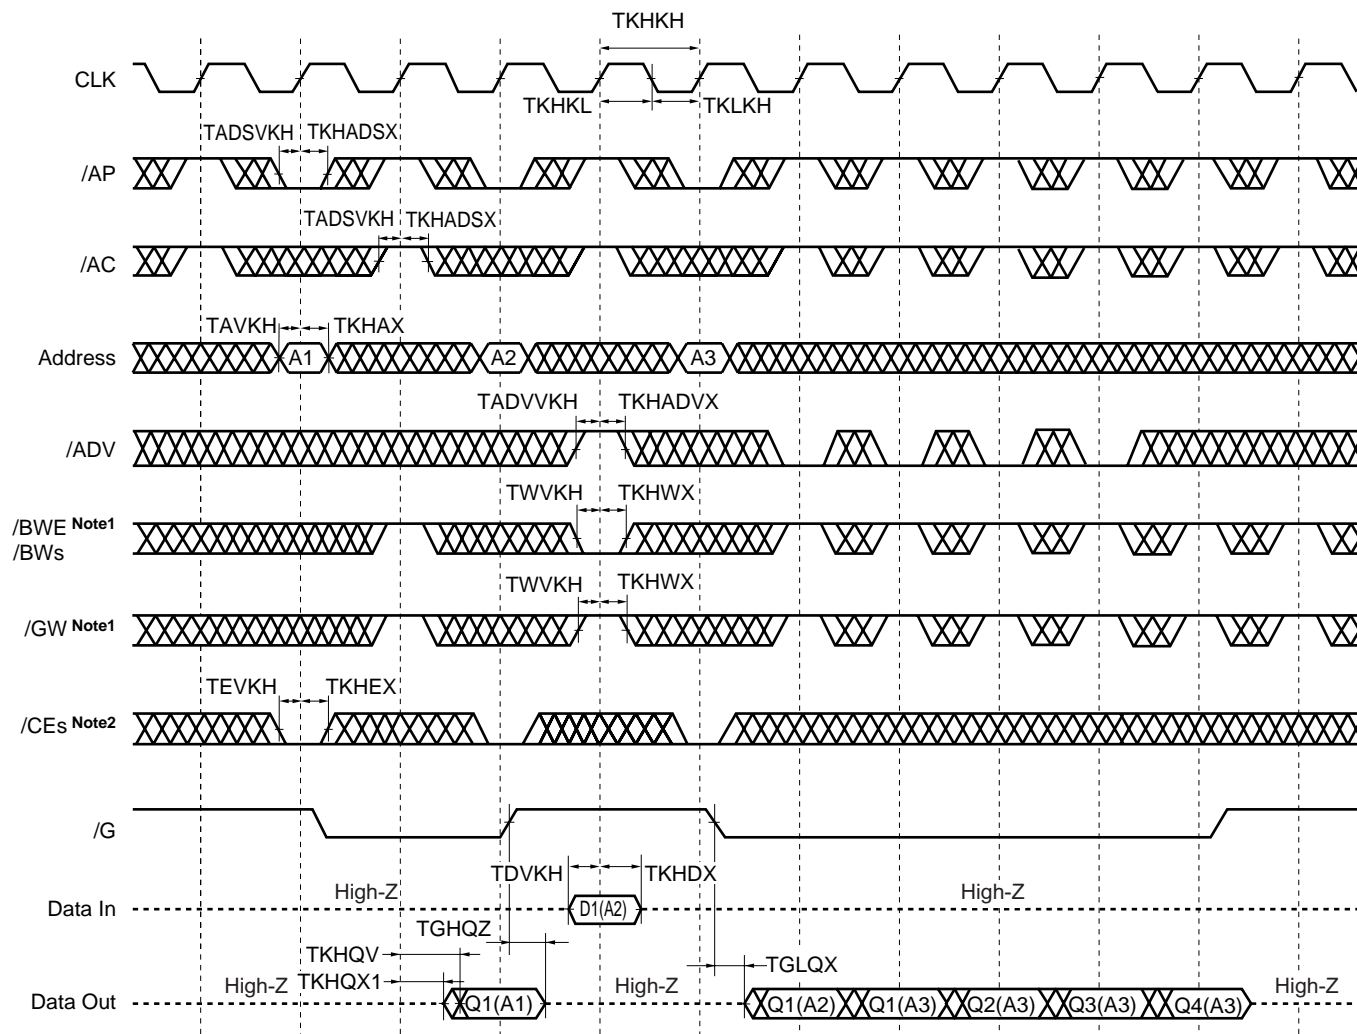 TKHKH
CLK
TKHKL TKLKH
TADSVKH TKHADSX
/AP
TADSVKH TKHADSX
/AC
TAVKH TKHAX
Address A1 A2 A3
TADVVKH TKHADVX
/ADV
TWVKH TKHWX
/BWE Note1
/BWs
TWVKH TKHWX
/GW Note1
TEVKH TKHEX
/CEs Note2
/G
TDVKH TKHDX
High-Z High-Z
Data In D1(A2)
TGHQZ
TKHQV
TGLQX
TKHQX1
High-Z High-Z High-Z
Data Out Q1(A1) Q1(A2) Q1(A3) Q2(A3) Q3(A3) Q4(A3)